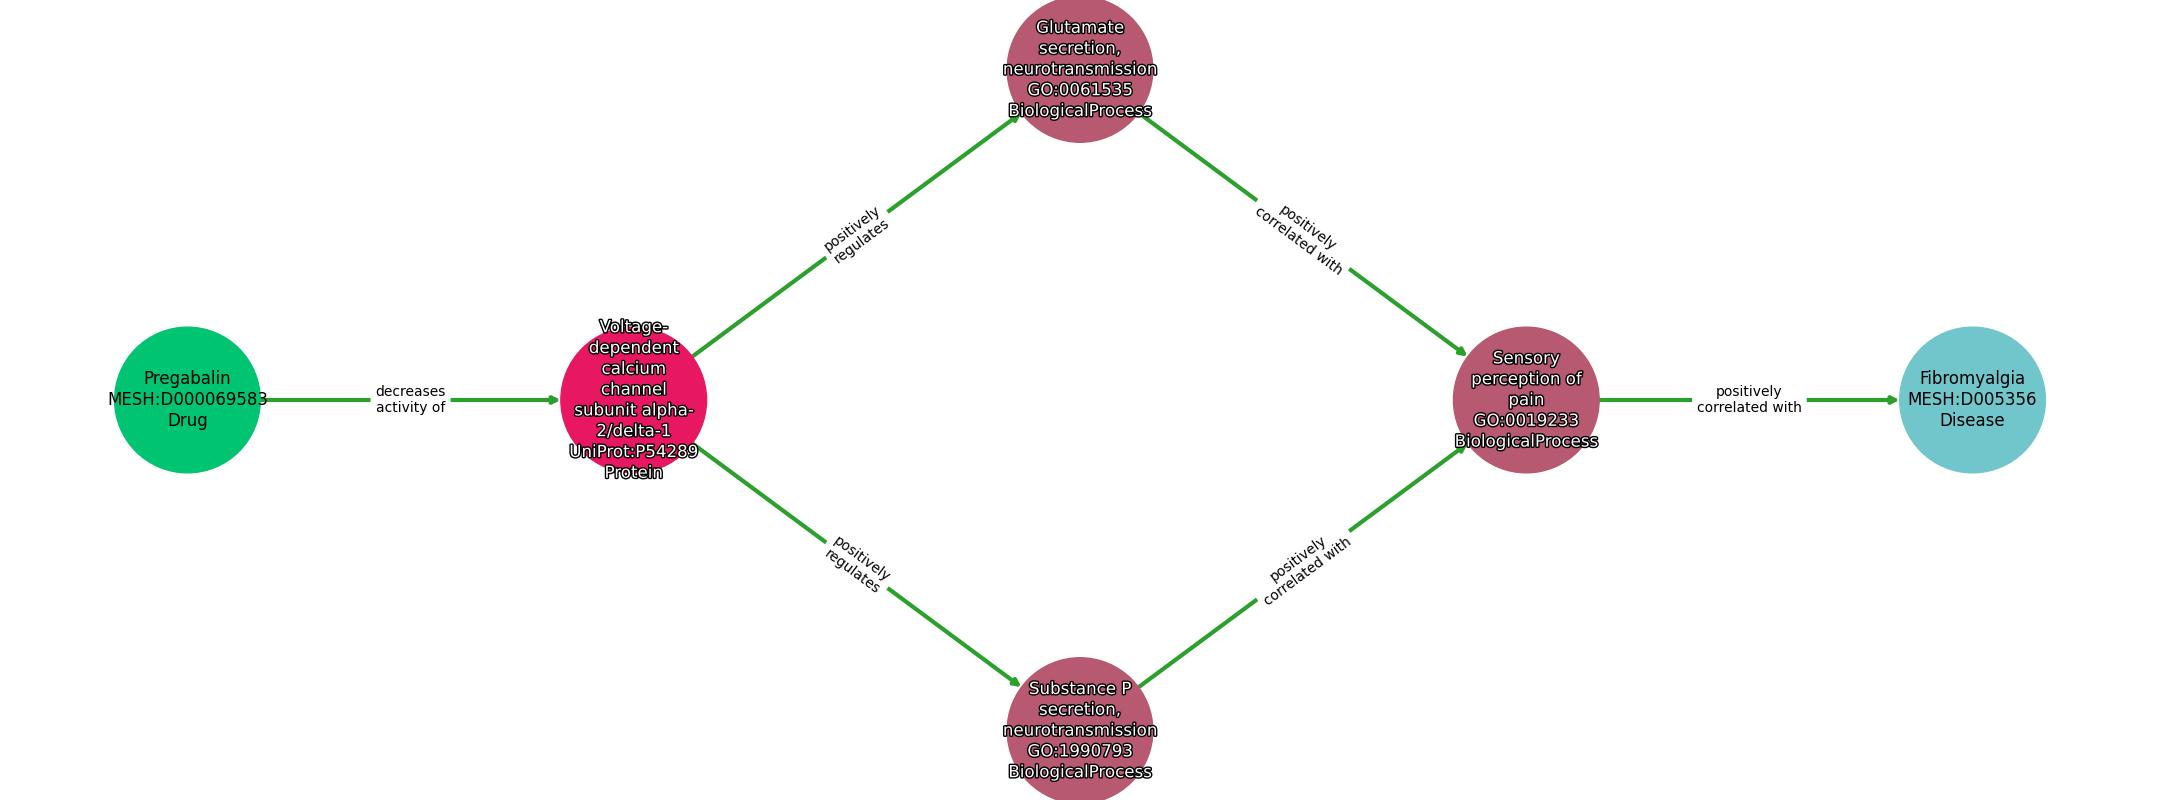 Glutamate
secretion,
neurotransmission
GO:0061535
BiologicalProcess
positively
regulates
positively
correlated with
Pregabalin
MESH:D000069583
Drug
decreases
activity of
Voltage-
dependent
calcium
channel
subunit alpha-
2/delta-1
UniProt:P54289
Protein
Sensory
perception of
pain
GO:0019233
BiologicalProcess
positively
correlated with
Fibromyalgia
MESH:D005356
Disease
positively
regulates
positively
correlated with
Substance P
secretion,
neurotransmission
GO:1990793
BiologicalProcess